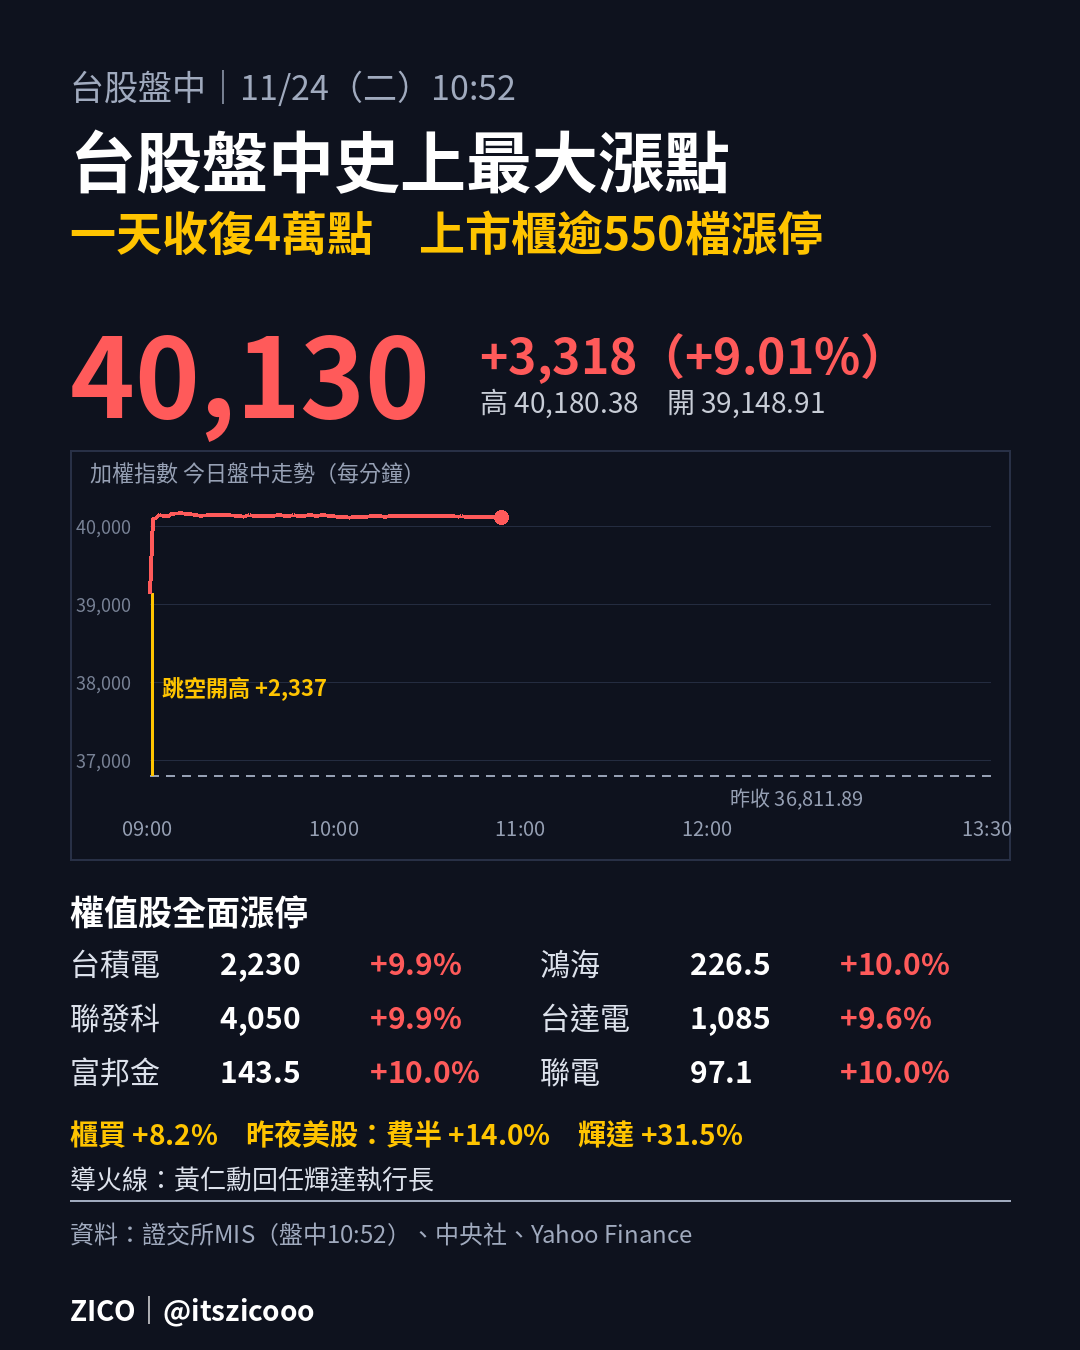 台股盤中｜11/24（二）10:52
台股盤中史上最大漲點
一天收復4萬點　上市櫃逾550檔漲停
40,130
+3,318（+9.01%）
高 40,180.38　開 39,148.91
加權指數 今日盤中走勢（每分鐘）
40,000
39,000
38,000
跳空開高 +2,337
37,000
昨收 36,811.89
09:00 10:00 11:00 12:00 13:30
權值股全面漲停
台積電 2,230 +9.9% 鴻海 226.5 +10.0%
聯發科 4,050 +9.9% 台達電 1,085 +9.6%
富邦金 143.5 +10.0% 聯電 97.1 +10.0%
櫃買 +8.2%　昨夜美股：費半 +14.0%　輝達 +31.5%
導火線：黃仁勳回任輝達執行長
資料：證交所MIS（盤中10:52）、中央社、Yahoo Finance
ZICO｜@itszicooo